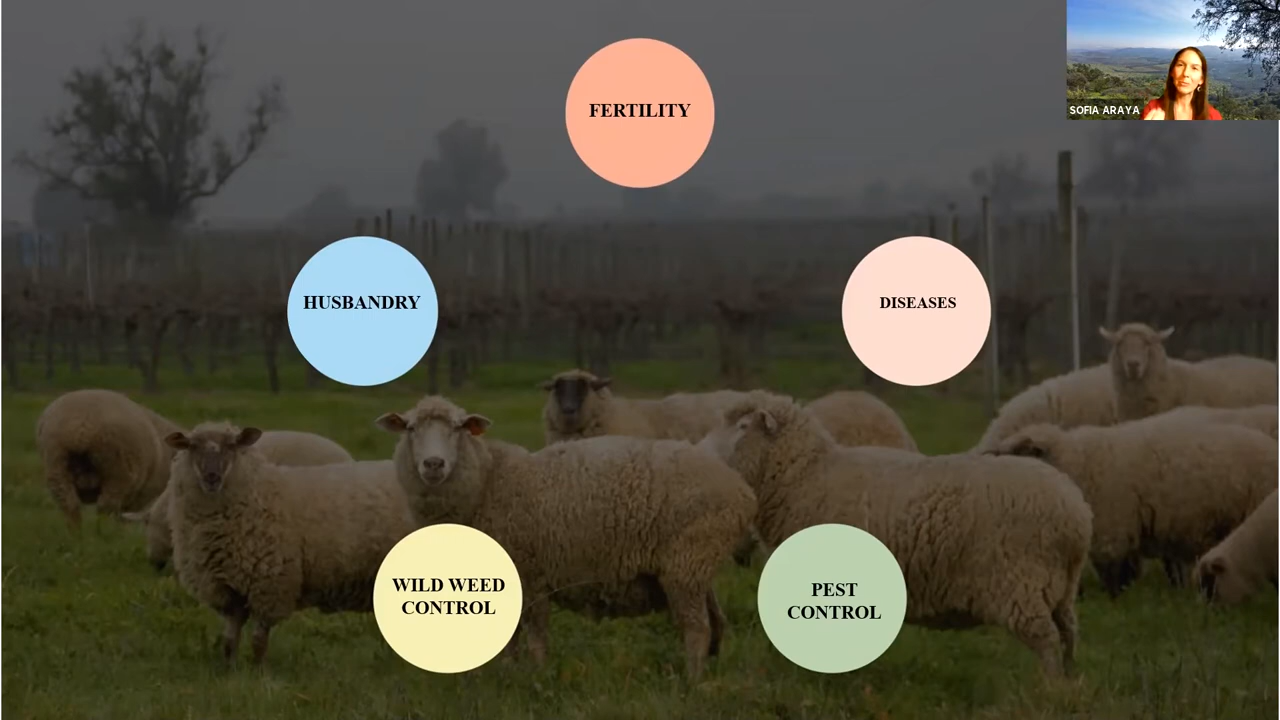 FERTILITY
SOFIA ARAYA
HUSBANDRY
DISEASES
WILD WEED
CONTROL
PEST
CONTROL